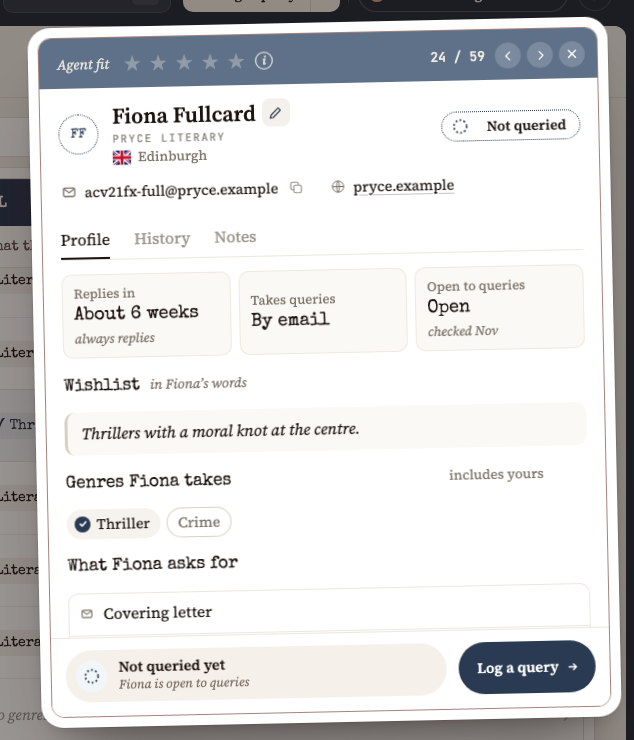 Agent fit
24 / 59
FF
Fiona Fullcard
PRYCE LITERARY
Edinburgh
Not queried
acv21fx-full@pryce.example
pryce.example
Profile
History
Notes
Replies in
About 6 weeks
always replies
Takes queries
By email
Open to queries
Open
checked Nov
Wishlist in Fiona's words
Thrillers with a moral knot at the centre.
Genres Fiona takes
includes yours
Thriller
Crime
What Fiona asks for
Covering letter
Not queried yet
Fiona is open to queries
Log a query →